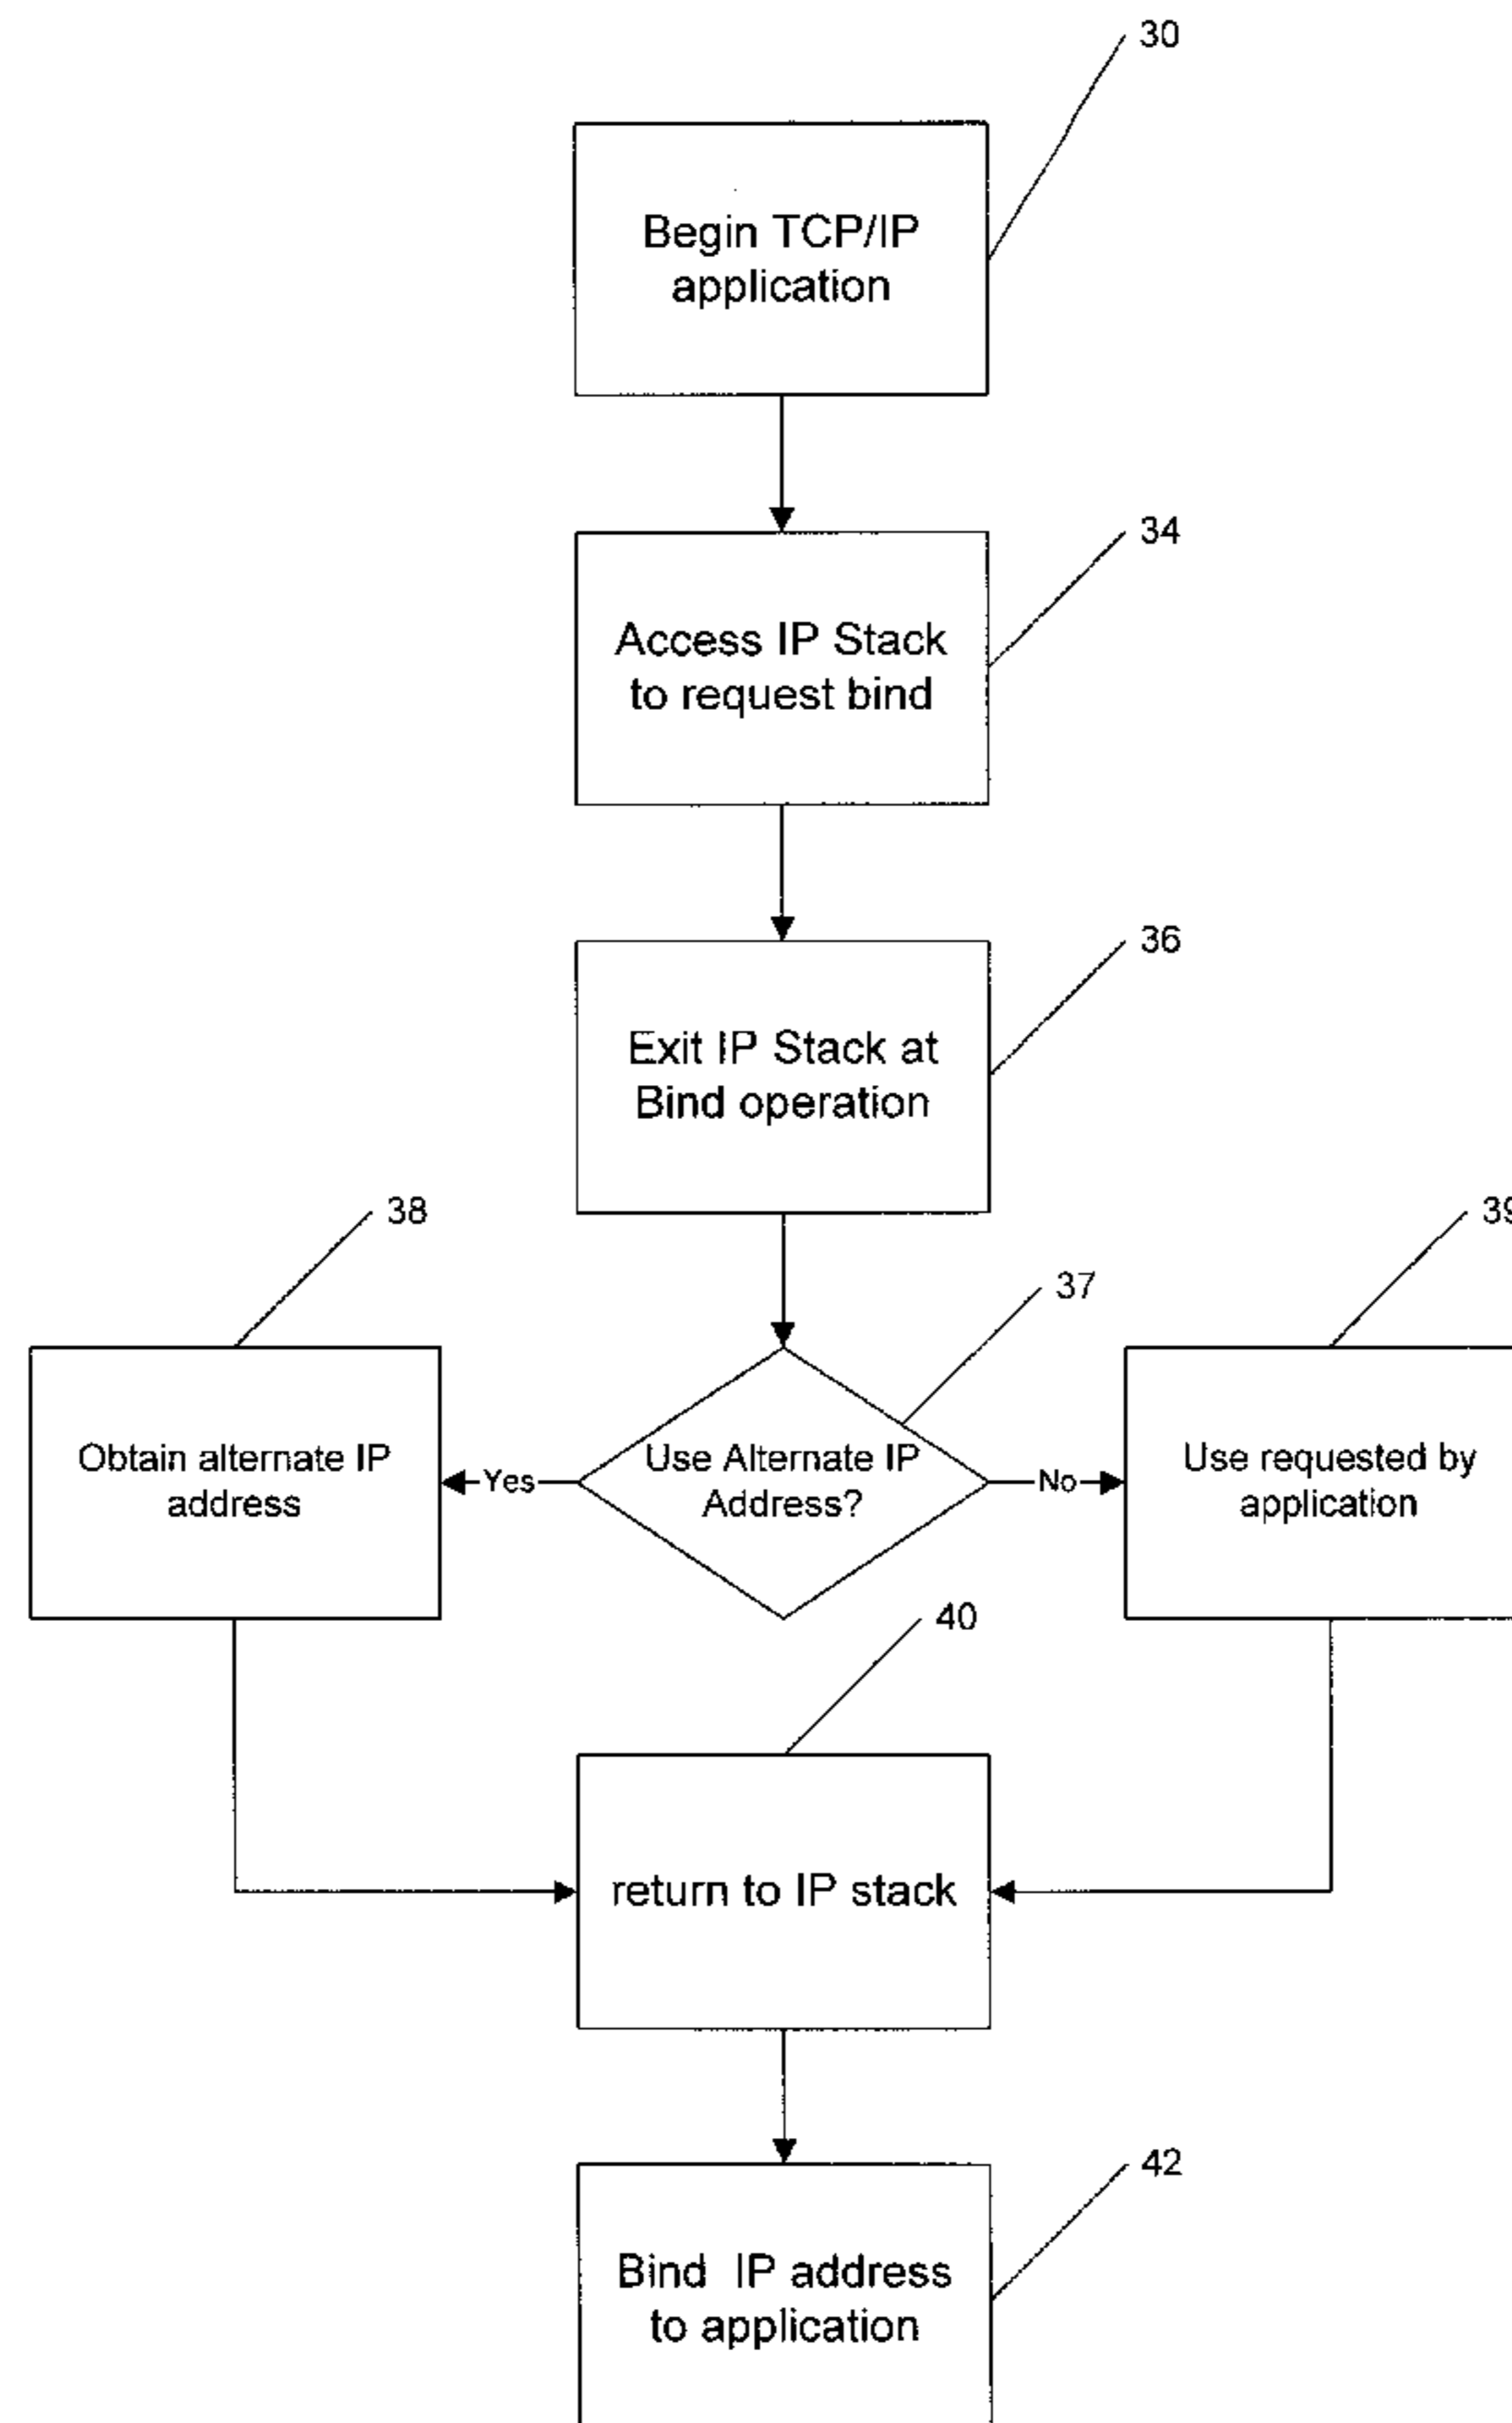 30
Begin TCP/IP
application
34
Access IP Stack
to request bind
36
Exit IP Stack at
Bind operation
38
39
37
Obtain alternate IP
address
Yes
Use Alternate IP
Address?
No
Use requested by
application
40
return to IP stack
42
Bind IP address
to application